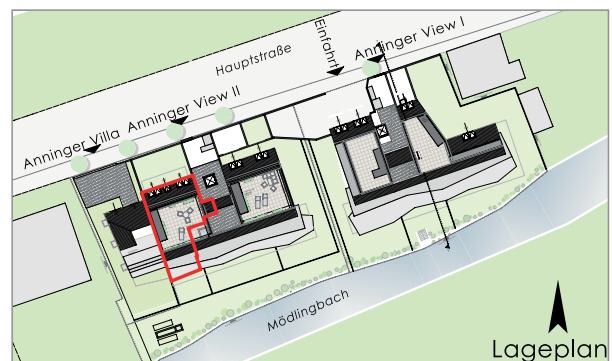 Hauptstraße
Einfahrt
Anninger View I
Anninger Villa
Anninger View II
Mödlingbach
Lageplan